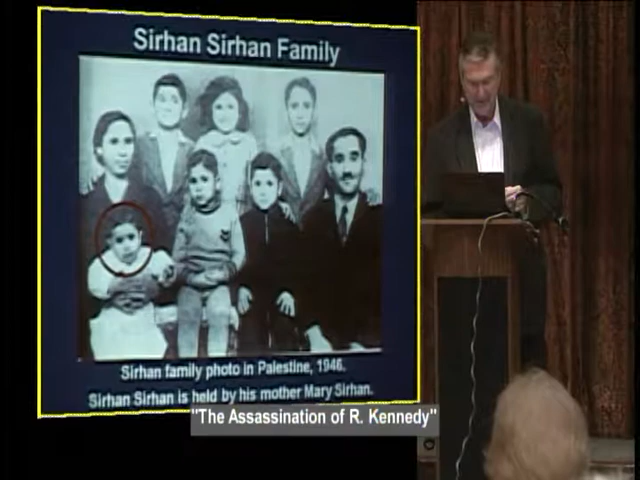 Sirhan Sirhan Family
Sirhan family photo in Palestine, 1946.
Sirhan Sirhan is held by his mother Mary Sirhan.
"The Assassination of R. Kennedy"